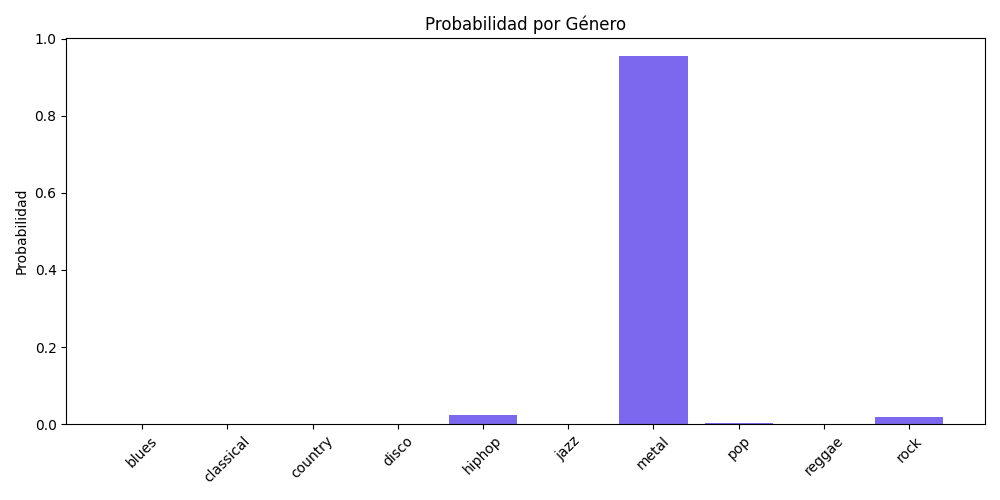 Probabilidad por Género
Probabilidad
1.0
0.8
0.6
0.4
0.2
0.0
blues
classical
country
disco
hiphop
jazz
metal
pop
reggae
rock